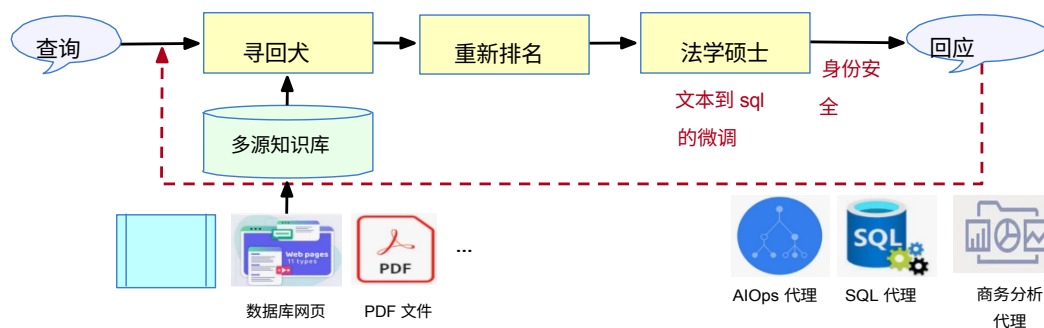 查询
寻回犬
重新排名
法学硕士
回应
身份安
全
文本到 sql
的微调
多源知识库
Web pages
11 types
PDF
...
SQL
数据库网页
PDF 文件
AIOps 代理
SQL 代理
商务分析
代理